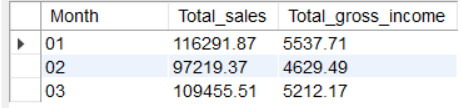 Month Total_sales Total_gross_income
01 116291.87 5537.71
02 97219.37 4629.49
03 109455.51 5212.17